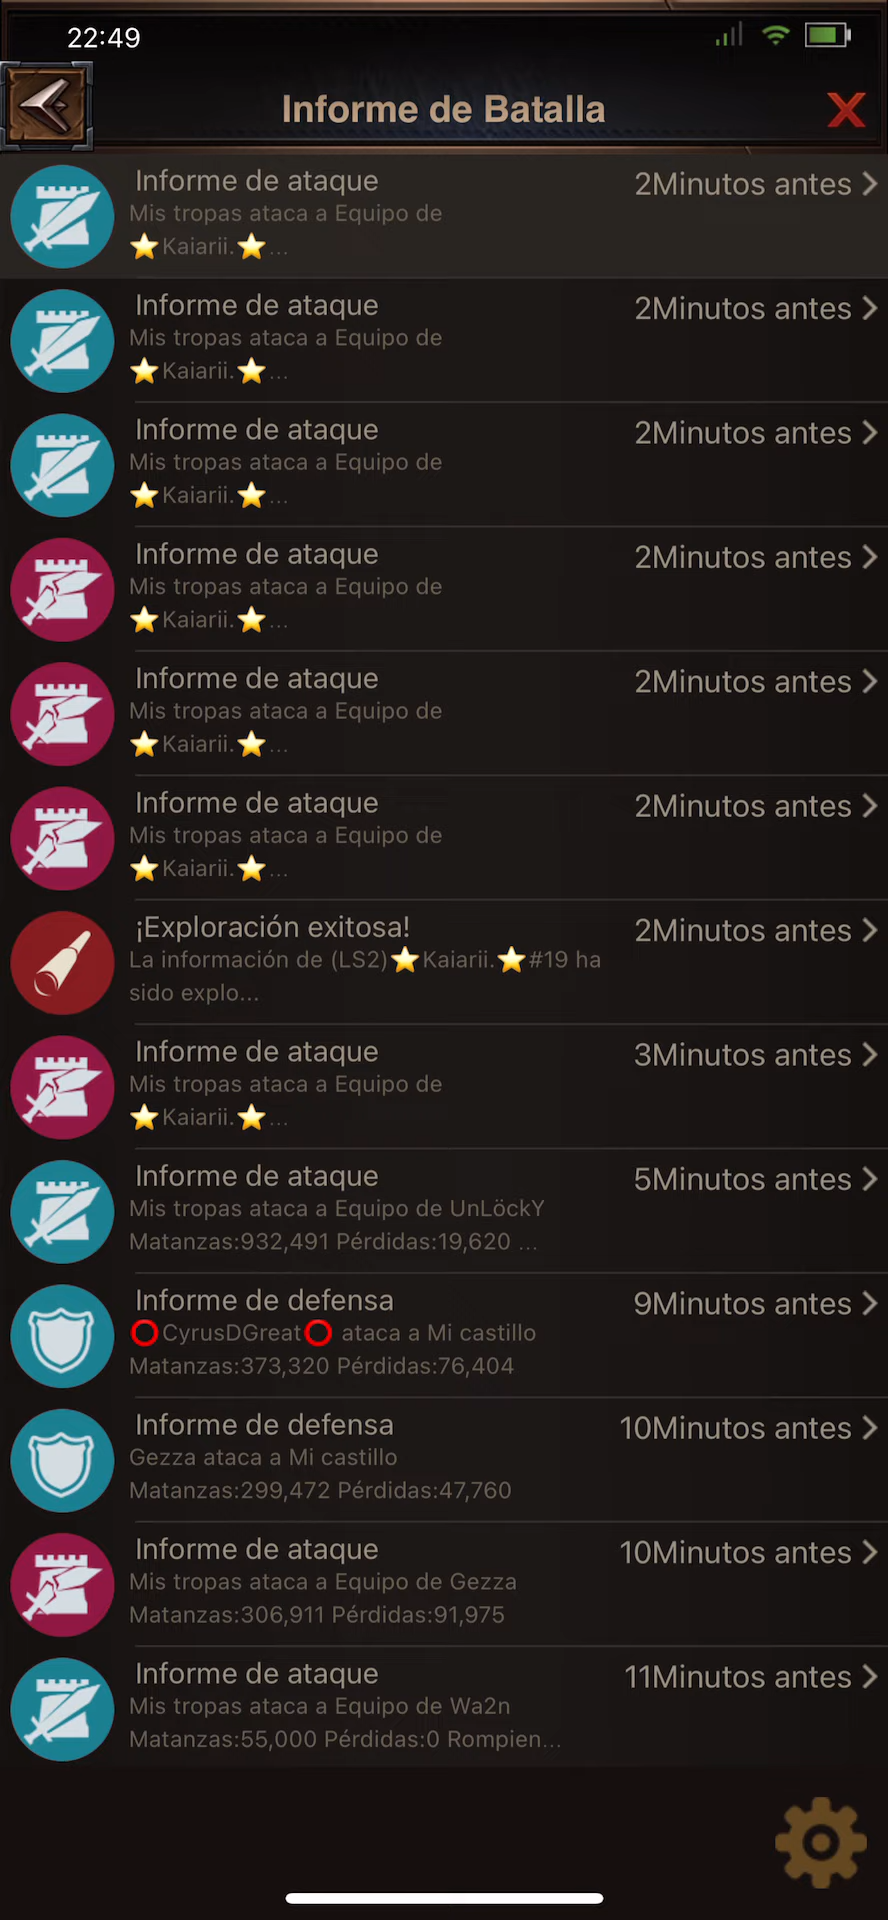 22:49
Informe de Batalla
Informe de ataque
2Minutos antes
Mis tropas ataca a Equipo de
⭐Kaiarii.⭐...
Informe de ataque
2Minutos antes
Mis tropas ataca a Equipo de
⭐Kaiarii.⭐...
Informe de ataque
2Minutos antes
Mis tropas ataca a Equipo de
⭐Kaiarii.⭐...
Informe de ataque
2Minutos antes
Mis tropas ataca a Equipo de
⭐Kaiarii.⭐...
Informe de ataque
2Minutos antes
Mis tropas ataca a Equipo de
⭐Kaiarii.⭐...
Informe de ataque
2Minutos antes
Mis tropas ataca a Equipo de
⭐Kaiarii.⭐...
¡Exploración exitosa!
2Minutos antes
La información de (LS2)⭐Kaiarii.⭐#19 ha
sido explo...
Informe de ataque
3Minutos antes
Mis tropas ataca a Equipo de
⭐Kaiarii.⭐...
Informe de ataque
5Minutos antes
Mis tropas ataca a Equipo de UnLöckY
Matanzas:932,491 Pérdidas:19,620 ...
Informe de defensa
9Minutos antes
⭕CyrusDGreat⭕ ataca a Mi castillo
Matanzas:373,320 Pérdidas:76,404
Informe de defensa
10Minutos antes
Gezza ataca a Mi castillo
Matanzas:299,472 Pérdidas:47,760
Informe de ataque
10Minutos antes
Mis tropas ataca a Equipo de Gezza
Matanzas:306,911 Pérdidas:91,975
Informe de ataque
11Minutos antes
Mis tropas ataca a Equipo de Wa2n
Matanzas:55,000 Pérdidas:0 Rompien...